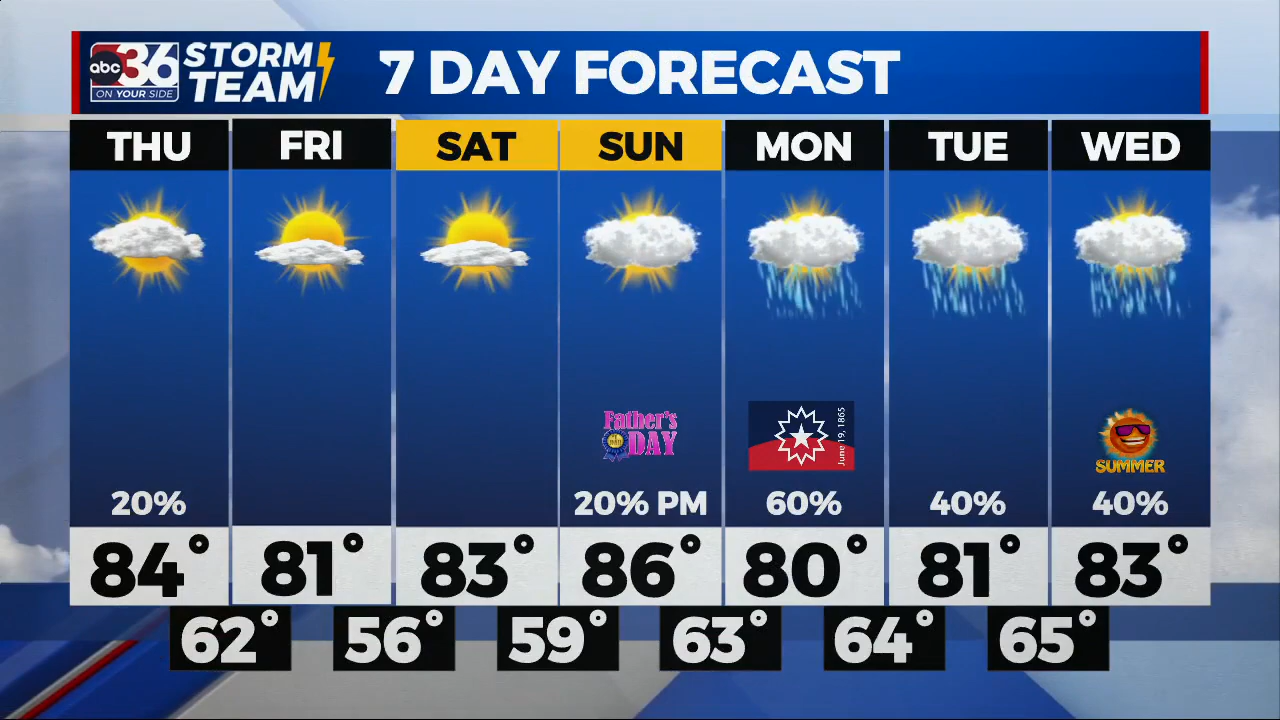 abc 36
ON YOUR SIDE
STORM
TEAM
7 DAY FORECAST
THU FRI SAT SUN MON TUE WED
Father's
DAY
June 19, 1865
SUMMER
20% 20% PM 60% 40% 40%
84° 81° 83° 86° 80° 81° 83°
62° 56° 59° 63° 64° 65°